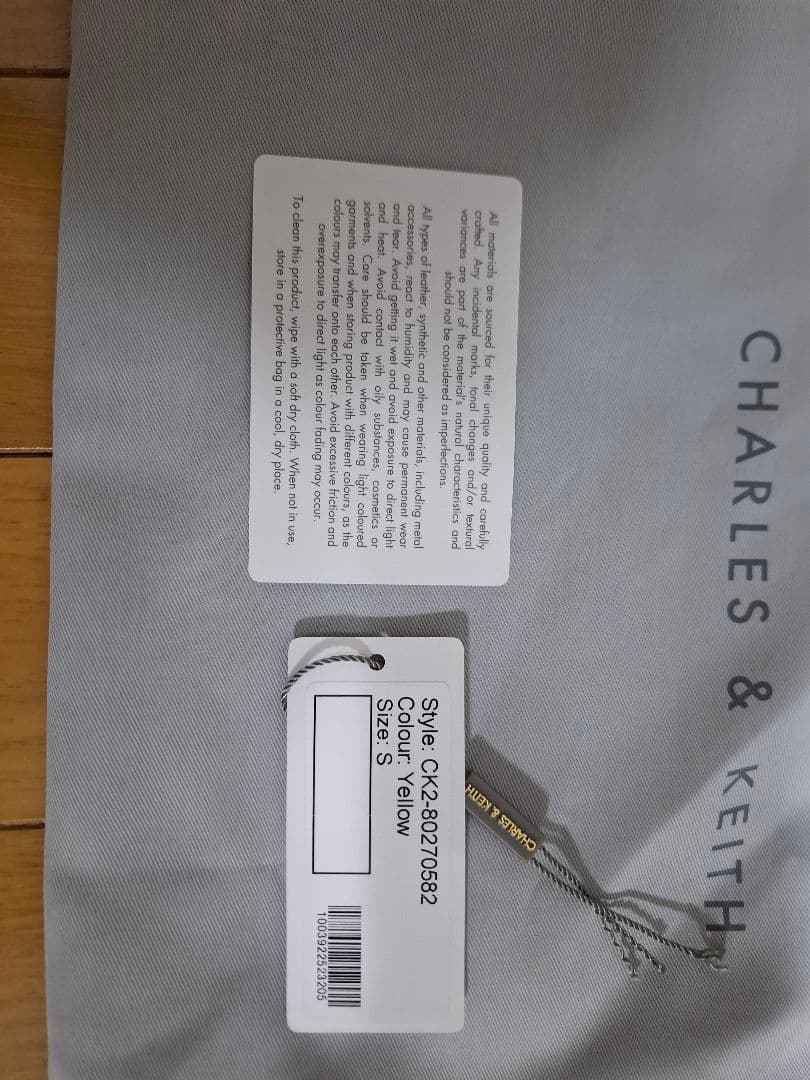 CHARLES & KEITH
All materials are sourced for their unique quality and carefully
crafted. Any incidental marks, tonal changes and/or textural
variances are part of the material's natural characteristics and
should not be considered as imperfections.
All types of leather, synthetic and other materials, including metal
accessories, react to humidity and may cause permanent wear
and tear. Avoid getting it wet and avoid exposure to direct light
and heat. Avoid contact with oily substances, cosmetics or
solvents. Care should be taken when wearing light coloured
garments and when storing product with different colours, as the
colours may transfer onto each other. Avoid excessive friction and
overexposure to direct light as colour fading may occur.
To clean this product, wipe with a soft dry cloth. When not in use,
store in a protective bag in a cool, dry place.
CHARLES & KEITH
Style: CK2-80270582
Colour: Yellow
Size: S
1003922523205